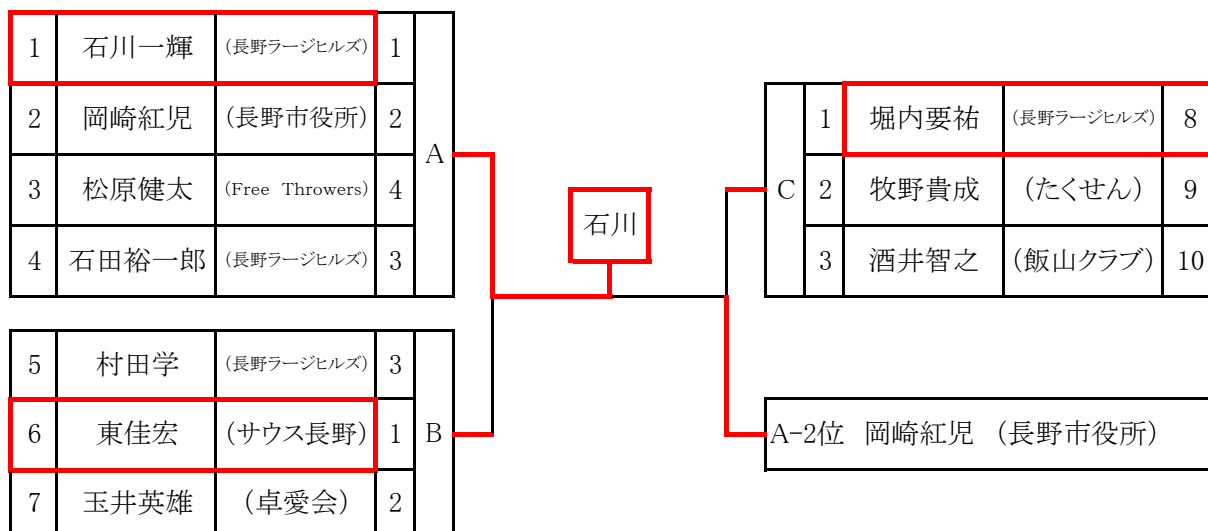 1 石川一輝 (長野ラージヒルズ) 1
2 岡崎紅児 (長野市役所) 2
3 松原健太 (Free Throwers) 4
4 石田裕一郎 (長野ラージヒルズ) 3
A
5 村田学 (長野ラージヒルズ) 3
6 東佳宏 (サウス長野) 1
7 玉井英雄 (卓愛会) 2
B
石川
C
1 堀内要祐 (長野ラージヒルズ) 8
2 牧野貴成 (たくせん) 9
3 酒井智之 (飯山クラブ) 10
A-2位 岡崎紅児 (長野市役所)